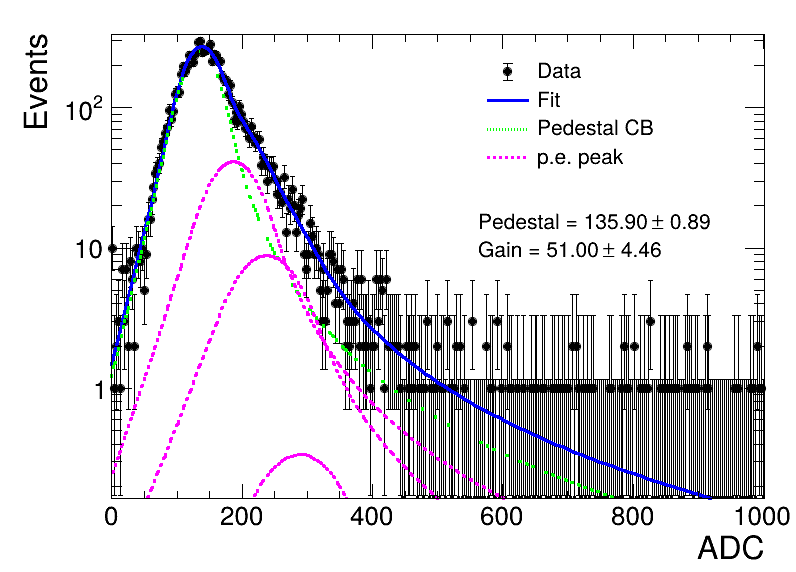 Events
10²
10
1
Data
Fit
Pedestal CB
p.e. peak
Pedestal = 135.90 ± 0.89
Gain = 51.00 ± 4.46
0 200 400 600 800 1000
ADC